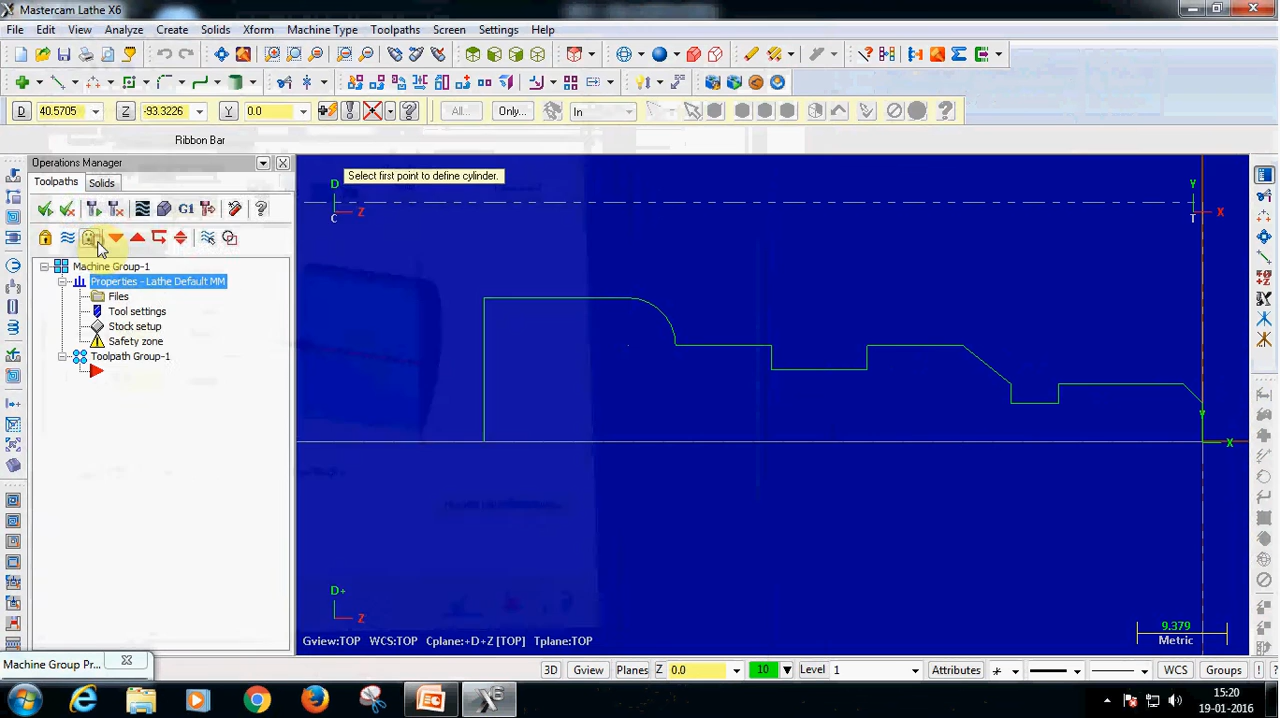 Mastercam Lathe X6
File Edit View Analyze Create Solids Xform Machine Type Toolpaths Screen Settings Help
D 40.5705 Z -93.3226 Y 0.0 All... Only... In
Ribbon Bar
Operations Manager
Toolpaths Solids
G1
Machine Group-1
Properties - Lathe Default MM
Files
Tool settings
Stock setup
Safety zone
Toolpath Group-1
Select first point to define cylinder.
D
Z
C
Y
X
T
Y
X
D+
Z
9.379
Metric
Gview:TOP WCS:TOP Cplane:+D+Z [TOP] Tplane:TOP
Machine Group Pr...
3D Gview Planes Z 0.0 10 Level 1 Attributes WCS Groups
15:20
19-01-2016